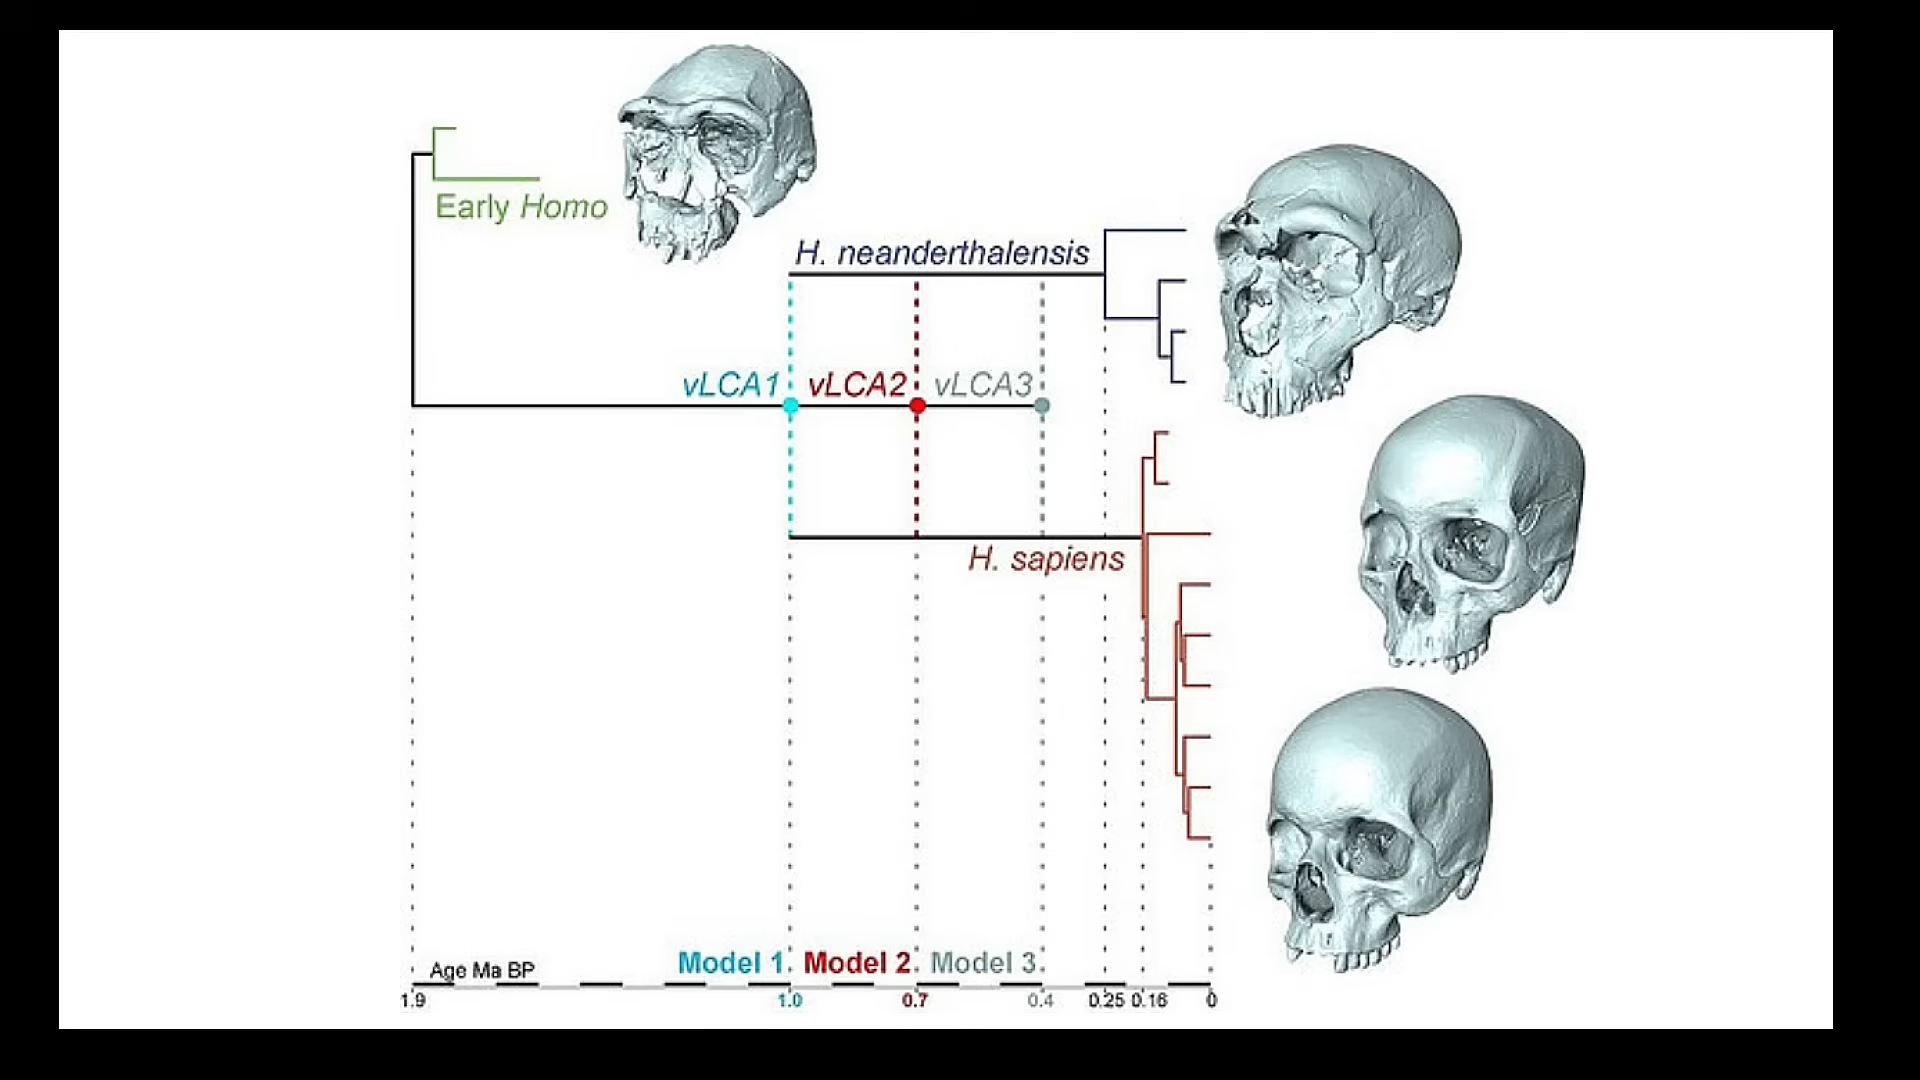 Early Homo
H. neanderthalensis
vLCA1 vLCA2 vLCA3
H. sapiens
Model 1 Model 2 Model 3
Age Ma BP
1.9 1.0 0.7 0.4 0.25 0.16 0